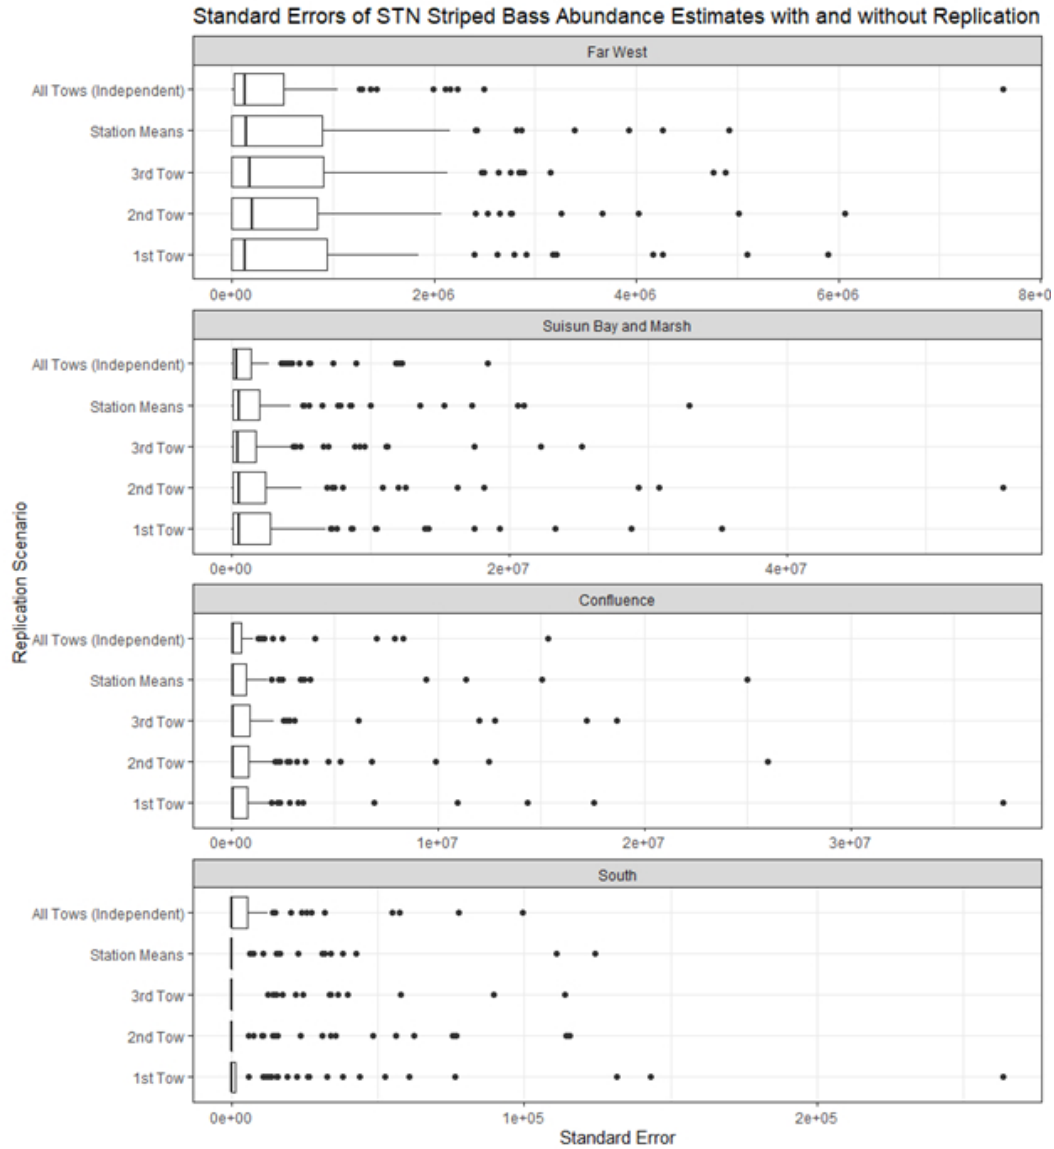 Standard Errors of STN Striped Bass Abundance Estimates with and without Replication
Far West
All Tows (Independent)
Station Means
3rd Tow
2nd Tow
1st Tow
0e+00 2e+06 4e+06 6e+06 8e+0
Suisun Bay and Marsh
All Tows (Independent)
Station Means
3rd Tow
2nd Tow
1st Tow
0e+00 2e+07 4e+07
Replication Scenario
Confluence
All Tows (Independent)
Station Means
3rd Tow
2nd Tow
1st Tow
0e+00 1e+07 2e+07 3e+07
South
All Tows (Independent)
Station Means
3rd Tow
2nd Tow
1st Tow
0e+00 1e+05 2e+05
Standard Error